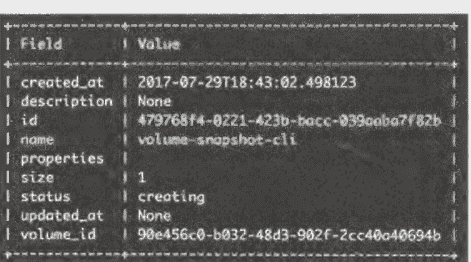 +-------------+--------------------------------------+
| Field | Value |
+-------------+--------------------------------------+
| created_at | 2017-07-29T18:43:02.498123 |
| description | None |
| id | 479768f4-0221-423b-bacc-039aaba7f82b |
| name | volume-snapshot-cli |
| properties | |
| size | 1 |
| status | creating |
| updated_at | None |
| volume_id | 90e456c0-b032-48d3-902f-2cc40a40694b |
+-------------+--------------------------------------+